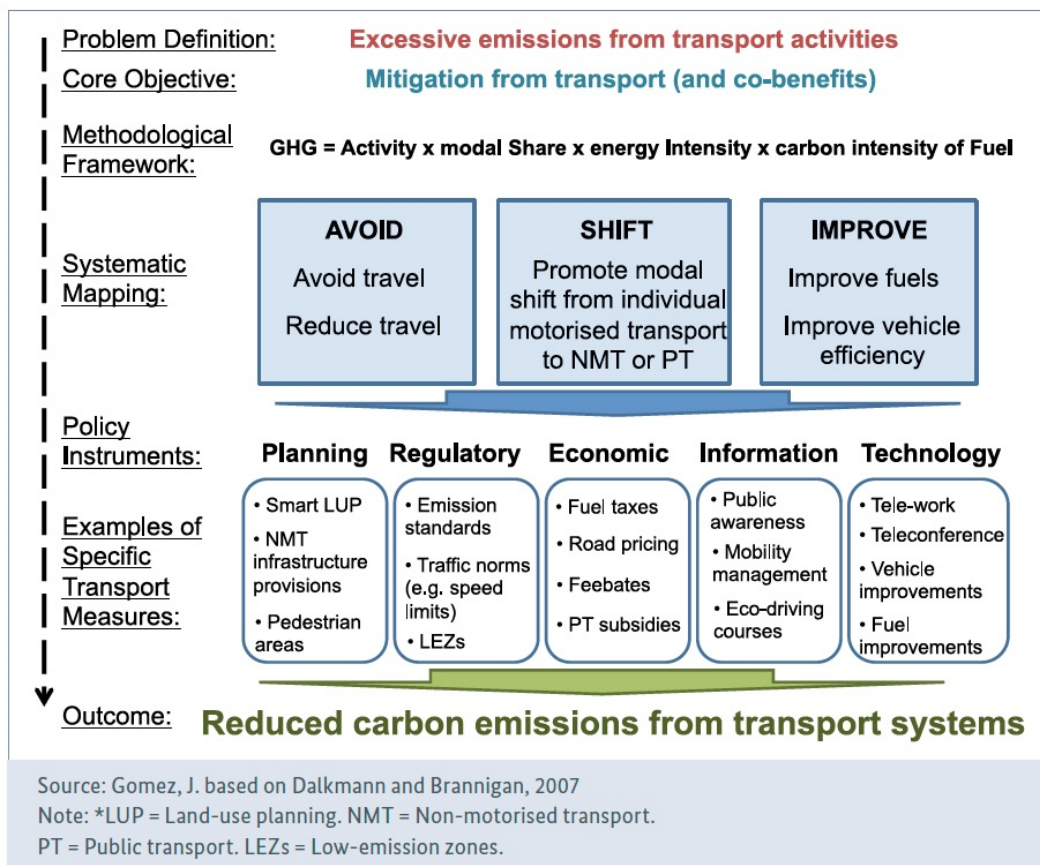 Problem Definition: Excessive emissions from transport activities
Core Objective: Mitigation from transport (and co-benefits)
Methodological
Framework:
GHG = Activity x modal Share x energy Intensity x carbon intensity of Fuel
Systematic
Mapping:
AVOID
Avoid travel
Reduce travel
SHIFT
Promote modal
shift from individual
motorised transport
to NMT or PT
IMPROVE
Improve fuels
Improve vehicle
efficiency
Policy
Instruments:
Examples of
Specific
Transport
Measures:
Planning
• Smart LUP
• NMT
infrastructure
provisions
• Pedestrian
areas
Regulatory
• Emission
standards
• Traffic norms
(e.g. speed
limits)
• LEZs
Economic
• Fuel taxes
• Road pricing
• Feebates
• PT subsidies
Information
• Public
awareness
• Mobility
management
• Eco-driving
courses
Technology
• Tele-work
• Teleconference
• Vehicle
improvements
• Fuel
improvements
Outcome: Reduced carbon emissions from transport systems
Source: Gomez, J. based on Dalkmann and Brannigan, 2007
Note: *LUP = Land-use planning. NMT = Non-motorised transport.
PT = Public transport. LEZs = Low-emission zones.